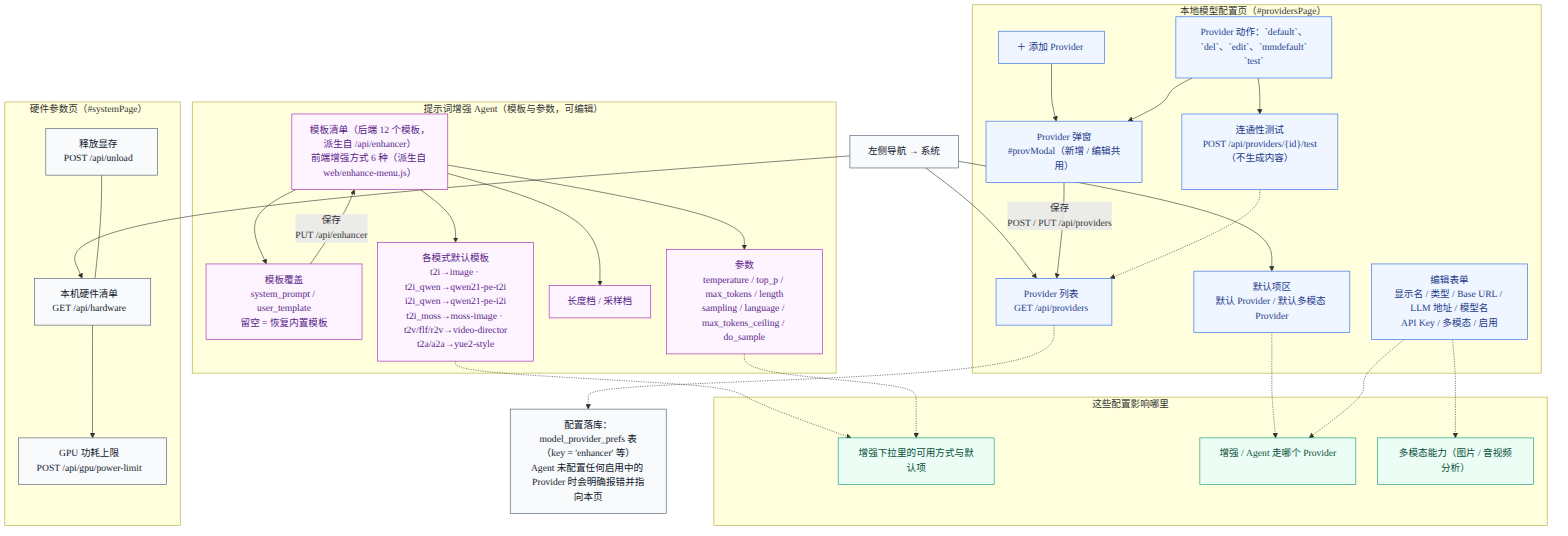 本地模型配置页（#providersPage）
＋ 添加 Provider
Provider 动作：`default`、
`del`、`edit`、`mmdefault`
`test`
Provider 弹窗
#provModal（新增 / 编辑共
用）
连通性测试
POST /api/providers/{id}/test
（不生成内容）
保存
POST / PUT /api/providers
Provider 列表
GET /api/providers
默认项区
默认 Provider / 默认多模态
Provider
编辑表单
显示名 / 类型 / Base URL /
LLM 地址 / 模型名
API Key / 多模态 / 启用
左侧导航 → 系统
提示词增强 Agent（模板与参数，可编辑）
模板清单（后端 12 个模板，
派生自 /api/enhancer）
前端增强方式 6 种（派生自
web/enhance-menu.js）
保存
PUT /api/enhancer
模板覆盖
system_prompt /
user_template
留空 = 恢复内置模板
各模式默认模板
t2i→image ·
t2i_qwen→qwen21-pe-t2i
i2i_qwen→qwen21-pe-i2i
t2i_moss→moss-image ·
t2v/flf/r2v→video-director
t2a/a2a→yue2-style
长度档 / 采样档
参数
temperature / top_p /
max_tokens / length
sampling / language /
max_tokens_ceiling /
do_sample
硬件参数页（#systemPage）
释放显存
POST /api/unload
本机硬件清单
GET /api/hardware
GPU 功耗上限
POST /api/gpu/power-limit
配置落库：
model_provider_prefs 表
（key = 'enhancer' 等）
Agent 未配置任何启用中的
Provider 时会明确报错并指
向本页
这些配置影响哪里
增强下拉里的可用方式与默
认项
增强 / Agent 走哪个 Provider
多模态能力（图片 / 音视频
分析）